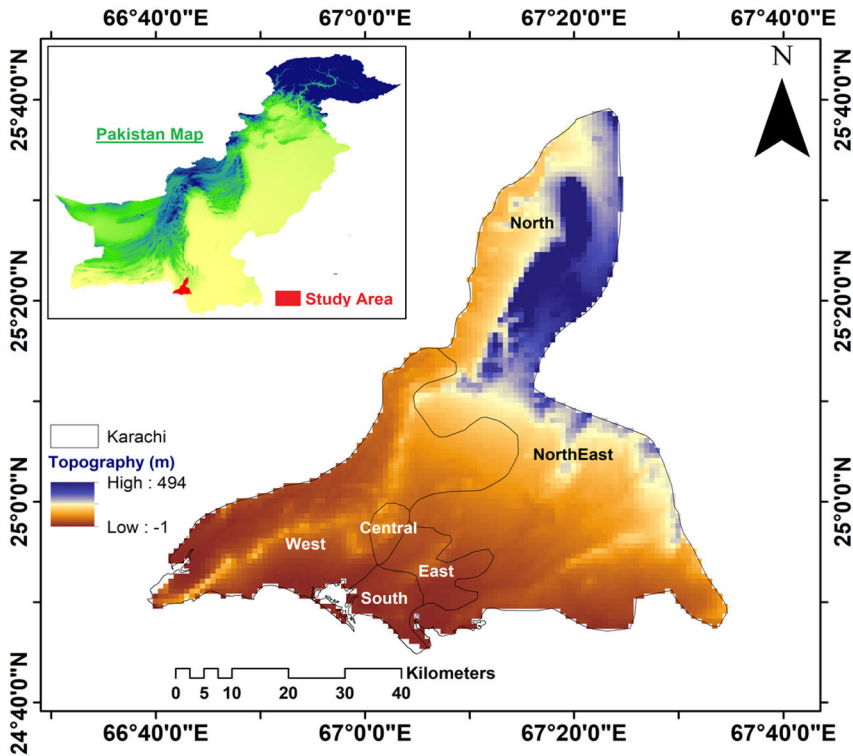 66°40'0"E 67°0'0"E 67°20'0"E 67°40'0"E
N
25°40'0"N 25°40'0"N
Pakistan Map
Study Area
North
25°20'0"N 25°20'0"N
Karachi
Topography (m)
High : 494
Low : -1
NorthEast
25°0'0"N 25°0'0"N
Central
West
East
South
Kilometers
0 5 10 20 30 40
24°40'0"N 24°40'0"N
66°40'0"E 67°0'0"E 67°20'0"E 67°40'0"E